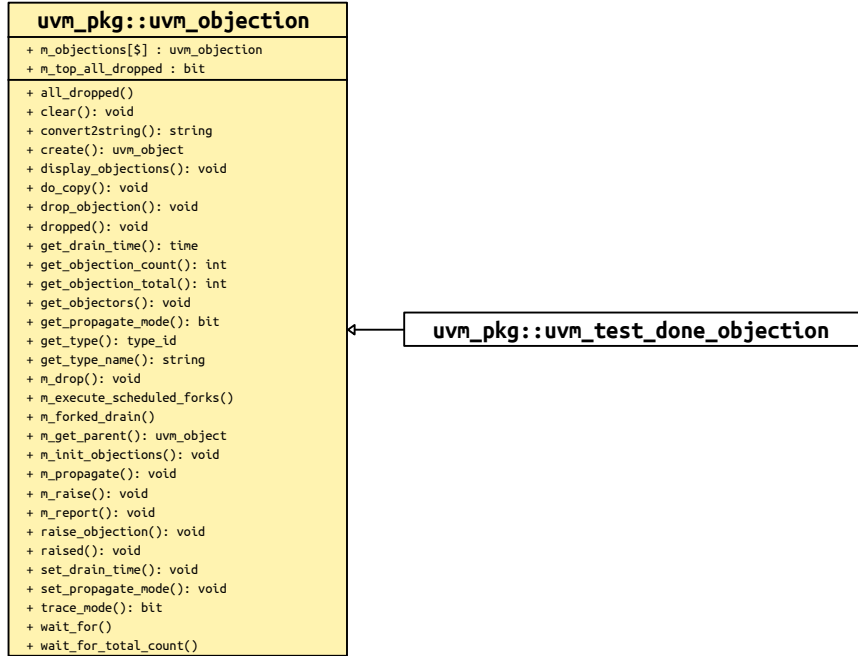 uvm_pkg::uvm_objection
+ m_objections[$] : uvm_objection
+ m_top_all_dropped : bit
+ all_dropped()
+ clear(): void
+ convert2string(): string
+ create(): uvm_object
+ display_objections(): void
+ do_copy(): void
+ drop_objection(): void
+ dropped(): void
+ get_drain_time(): time
+ get_objection_count(): int
+ get_objection_total(): int
+ get_objectors(): void
+ get_propagate_mode(): bit
+ get_type(): type_id
+ get_type_name(): string
+ m_drop(): void
+ m_execute_scheduled_forks()
+ m_forked_drain()
+ m_get_parent(): uvm_object
+ m_init_objections(): void
+ m_propagate(): void
+ m_raise(): void
+ m_report(): void
+ raise_objection(): void
+ raised(): void
+ set_drain_time(): void
+ set_propagate_mode(): void
+ trace_mode(): bit
+ wait_for()
+ wait_for_total_count()
uvm_pkg::uvm_test_done_objection